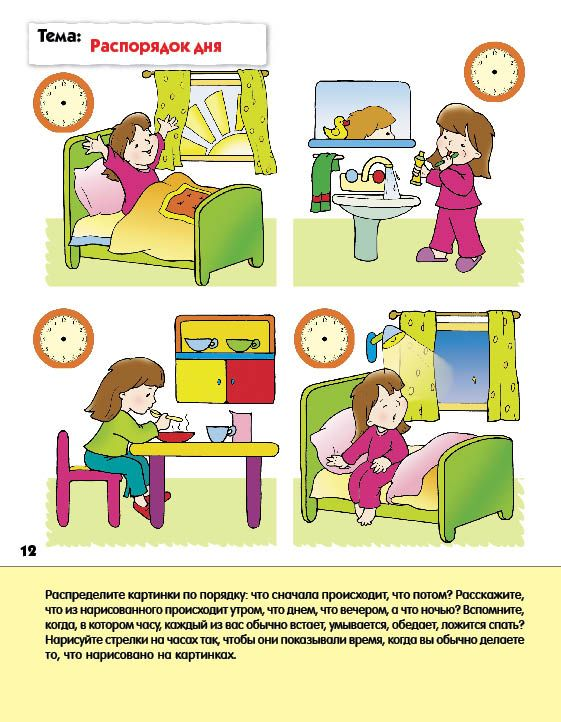 Тема:
Распорядок дня
12
Распределите картинки по порядку: что сначала происходит, что потом? Расскажите,
что из нарисованного происходит утром, что днем, что вечером, а что ночью? Вспомните,
когда, в котором часу, каждый из вас обычно встает, умывается, обедает, ложится спать?
Нарисуйте стрелки на часах так, чтобы они показывали время, когда вы обычно делаете
то, что нарисовано на картинках.